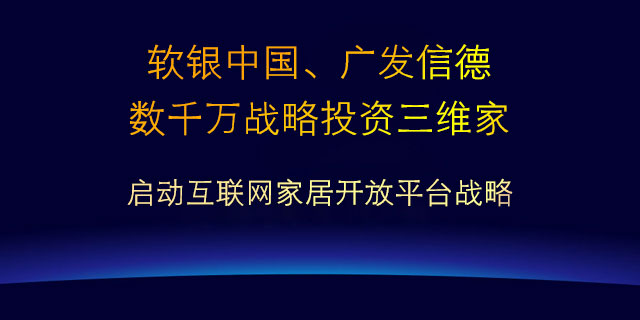 软银中国、广发信德
数千万战略投资三维家
启动互联网家居开放平台战略